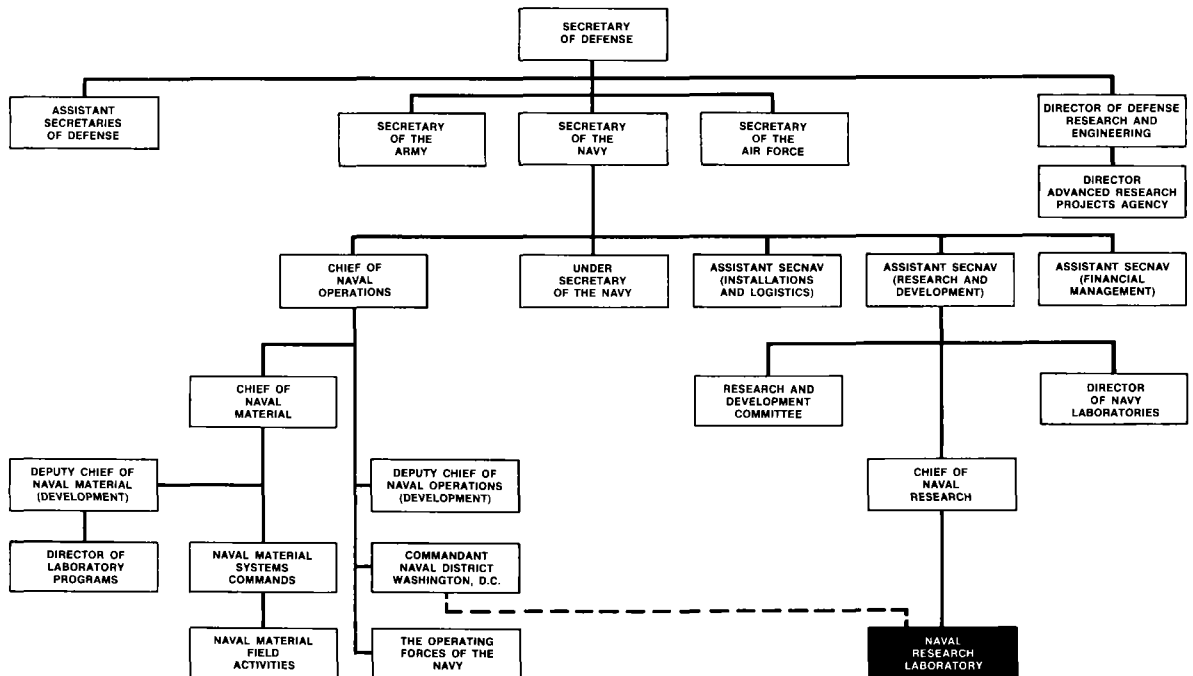 SECRETARY
OF DEFENSE
ASSISTANT
SECRETARIES
OF DEFENSE
SECRETARY
OF THE
ARMY
SECRETARY
OF THE
NAVY
SECRETARY
OF THE
AIR FORCE
DIRECTOR OF DEFENSE
RESEARCH AND
ENGINEERING
DIRECTOR
ADVANCED RESEARCH
PROJECTS AGENCY
CHIEF OF
NAVAL
OPERATIONS
UNDER
SECRETARY
OF THE NAVY
ASSISTANT SECNAV
(INSTALLATIONS
AND LOGISTICS)
ASSISTANT SECNAV
(RESEARCH AND
DEVELOPMENT)
ASSISTANT SECNAV
(FINANCIAL
MANAGEMENT)
CHIEF OF
NAVAL
MATERIAL
RESEARCH AND
DEVELOPMENT
COMMITTEE
DIRECTOR
OF NAVY
LABORATORIES
DEPUTY CHIEF OF
NAVAL MATERIAL
(DEVELOPMENT)
DEPUTY CHIEF OF
NAVAL OPERATIONS
(DEVELOPMENT)
CHIEF OF
NAVAL
RESEARCH
DIRECTOR OF
LABORATORY
PROGRAMS
NAVAL MATERIAL
SYSTEMS
COMMANDS
COMMANDANT
NAVAL DISTRICT
WASHINGTON, D.C.
NAVAL MATERIAL
FIELD
ACTIVITIES
THE OPERATING
FORCES OF THE
NAVY
NAVAL
RESEARCH
LABORATORY